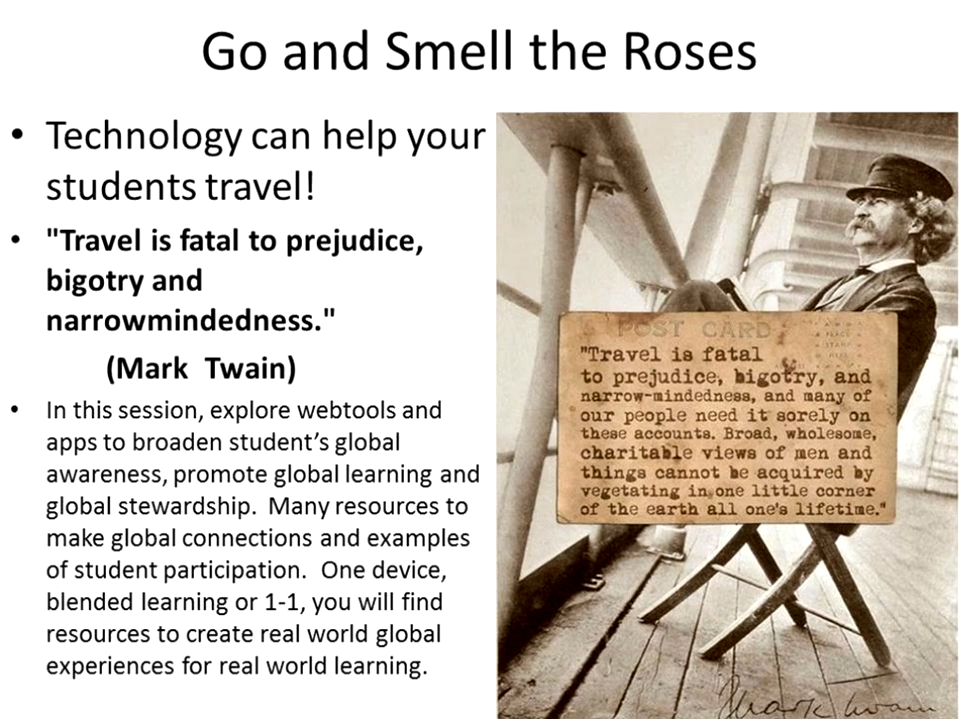 Go and Smell the Roses
• Technology can help your
students travel!
• "Travel is fatal to prejudice,
bigotry and
narrowmindedness."
(Mark Twain)
• In this session, explore webtools and
apps to broaden student’s global
awareness, promote global learning and
global stewardship. Many resources to
make global connections and examples
of student participation. One device,
blended learning or 1-1, you will find
resources to create real world global
experiences for real world learning.
POST CARD
PLACE
STAMP
HERE
"Travel is fatal
to prejudice, bigotry, and
narrow-mindedness, and many of
our people need it sorely on
these accounts. Broad, wholesome,
charitable views of men and
things cannot be acquired by
vegetating in one little corner
of the earth all one's lifetime."
Mark Twain